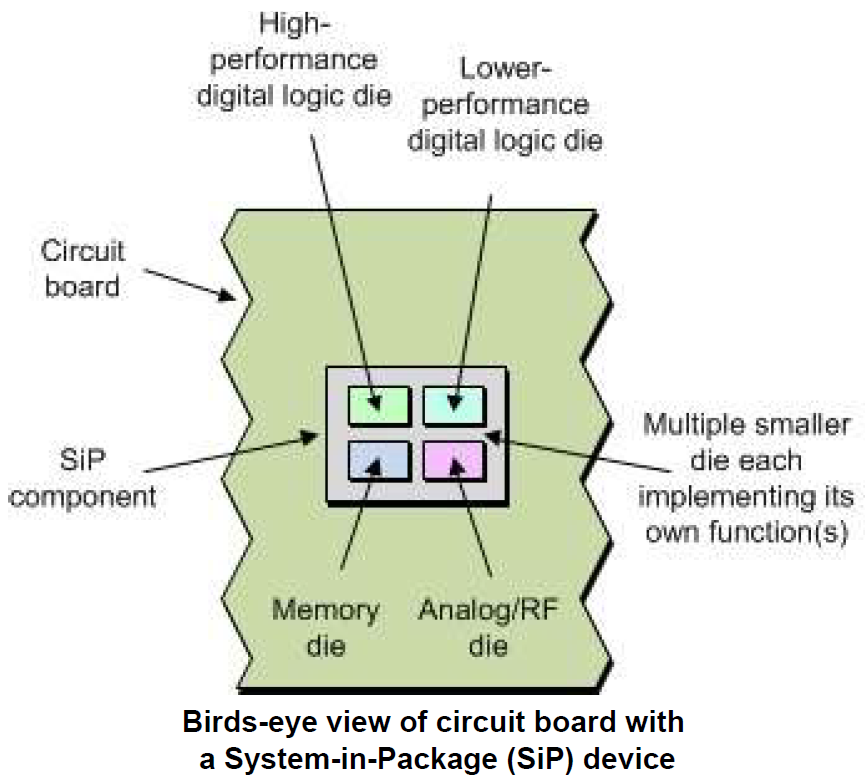 High-
performance
digital logic die
Lower-
performance
digital logic die
Circuit
board
SiP
component
Multiple smaller
die each
implementing its
own function(s)
Memory
die
Analog/RF
die
Birds-eye view of circuit board with
a System-in-Package (SiP) device